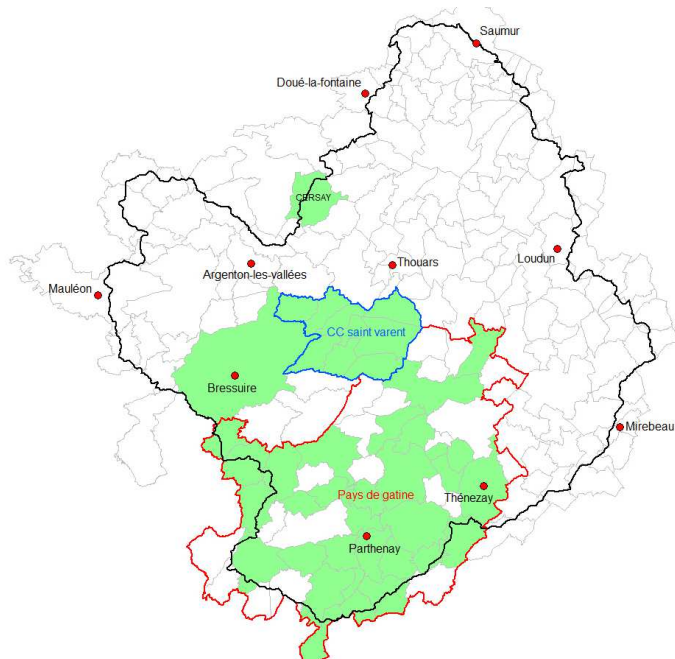 Saumur
Doué-la-fontaine
CERSAY
Loudun
Argenton-les-vallées
Thouars
Mauléon
CC saint varent
Bressuire
Mirebeau
Pays de gatine
Thénezay
Parthenay